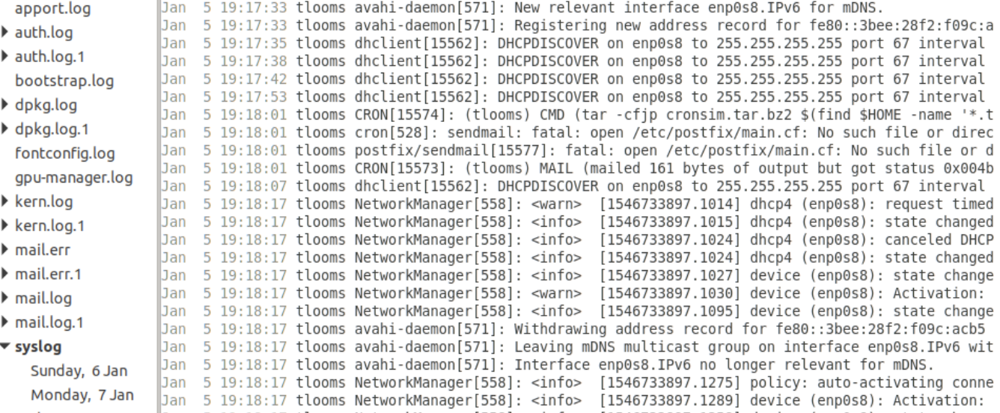 apport.log
auth.log
auth.log.1
bootstrap.log
dpkg.log
dpkg.log.1
fontconfig.log
gpu-manager.log
kern.log
kern.log.1
mail.err
mail.err.1
mail.log
mail.log.1
syslog
Sunday, 6 Jan
Monday, 7 Jan
Jan 5 19:17:33 tlooms avahi-daemon[571]: New relevant interface enp0s8.IPv6 for mDNS.
Jan 5 19:17:33 tlooms avahi-daemon[571]: Registering new address record for fe80::3bee:28f2:f09c:a
Jan 5 19:17:35 tlooms dhclient[15562]: DHCPDISCOVER on enp0s8 to 255.255.255.255 port 67 interval
Jan 5 19:17:38 tlooms dhclient[15562]: DHCPDISCOVER on enp0s8 to 255.255.255.255 port 67 interval
Jan 5 19:17:42 tlooms dhclient[15562]: DHCPDISCOVER on enp0s8 to 255.255.255.255 port 67 interval
Jan 5 19:17:53 tlooms dhclient[15562]: DHCPDISCOVER on enp0s8 to 255.255.255.255 port 67 interval
Jan 5 19:18:01 tlooms CRON[15574]: (tlooms) CMD (tar -cfjp cronsim.tar.bz2 $(find $HOME -name '*.t
Jan 5 19:18:01 tlooms cron[528]: sendmail: fatal: open /etc/postfix/main.cf: No such file or direc
Jan 5 19:18:01 tlooms postfix/sendmail[15577]: fatal: open /etc/postfix/main.cf: No such file or d
Jan 5 19:18:01 tlooms CRON[15573]: (tlooms) MAIL (mailed 161 bytes of output but got status 0x004b
Jan 5 19:18:07 tlooms dhclient[15562]: DHCPDISCOVER on enp0s8 to 255.255.255.255 port 67 interval
Jan 5 19:18:17 tlooms NetworkManager[558]: <warn> [1546733897.1014] dhcp4 (enp0s8): request timed
Jan 5 19:18:17 tlooms NetworkManager[558]: <info> [1546733897.1015] dhcp4 (enp0s8): state changed
Jan 5 19:18:17 tlooms NetworkManager[558]: <info> [1546733897.1024] dhcp4 (enp0s8): canceled DHCP
Jan 5 19:18:17 tlooms NetworkManager[558]: <info> [1546733897.1024] dhcp4 (enp0s8): state changed
Jan 5 19:18:17 tlooms NetworkManager[558]: <info> [1546733897.1027] device (enp0s8): state change
Jan 5 19:18:17 tlooms NetworkManager[558]: <warn> [1546733897.1030] device (enp0s8): Activation:
Jan 5 19:18:17 tlooms NetworkManager[558]: <info> [1546733897.1095] device (enp0s8): state change
Jan 5 19:18:17 tlooms avahi-daemon[571]: Withdrawing address record for fe80::3bee:28f2:f09c:acb5
Jan 5 19:18:17 tlooms avahi-daemon[571]: Leaving mDNS multicast group on interface enp0s8.IPv6 wit
Jan 5 19:18:17 tlooms avahi-daemon[571]: Interface enp0s8.IPv6 no longer relevant for mDNS.
Jan 5 19:18:17 tlooms NetworkManager[558]: <info> [1546733897.1275] policy: auto-activating conne
Jan 5 19:18:17 tlooms NetworkManager[558]: <info> [1546733897.1289] device (enp0s8): Activation: